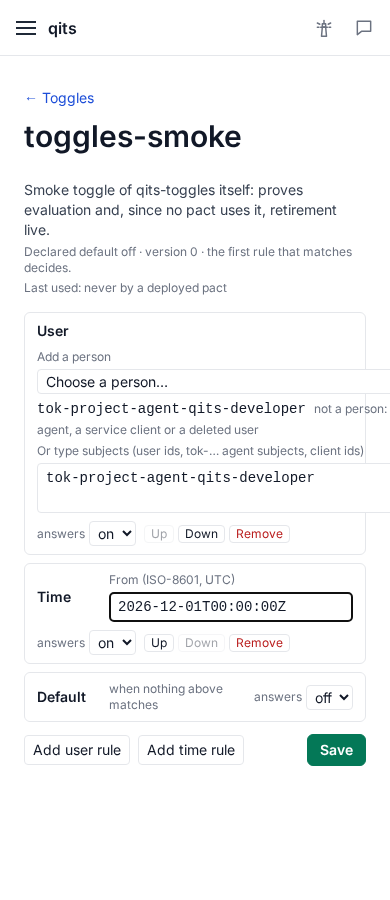 qits
← Toggles
toggles-smoke
Smoke toggle of qits-toggles itself: proves
evaluation and, since no pact uses it, retirement
live.
Declared default off · version 0 · the first rule that matches
decides.
Last used: never by a deployed pact
User
Add a person
Choose a person...
tok-project-agent-qits-developer not a person:
agent, a service client or a deleted user
Or type subjects (user ids, tok-... agent subjects, client ids)
tok-project-agent-qits-developer
answers on Up Down Remove
From (ISO-8601, UTC)
Time
2026-12-01T00:00:00Z
answers on Up Down Remove
Default when nothing above matches answers off
Add user rule Add time rule Save